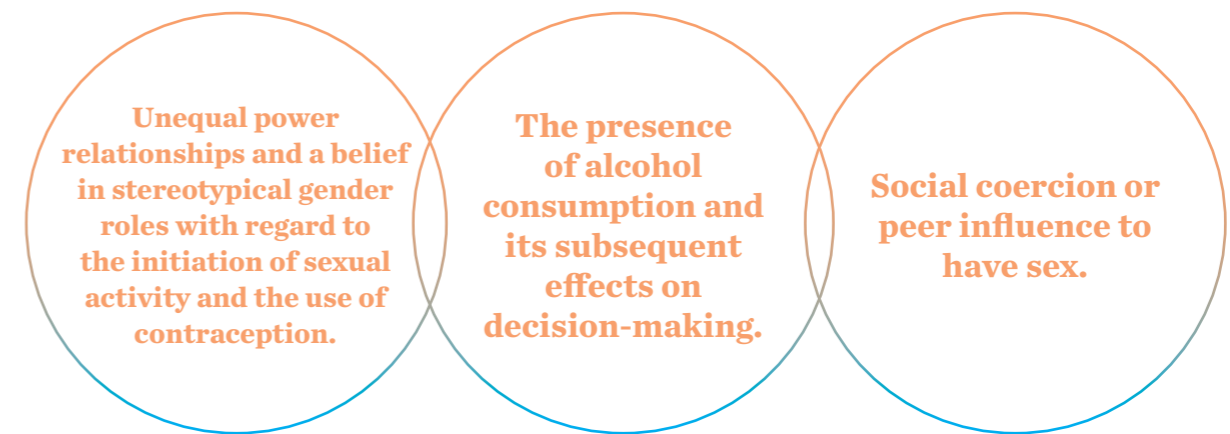 Unequal power
relationships and a belief
in stereotypical gender
roles with regard to
the initiation of sexual
activity and the use of
contraception.
The presence
of alcohol
consumption and
its subsequent
effects on
decision-making.
Social coercion or
peer influence to
have sex.